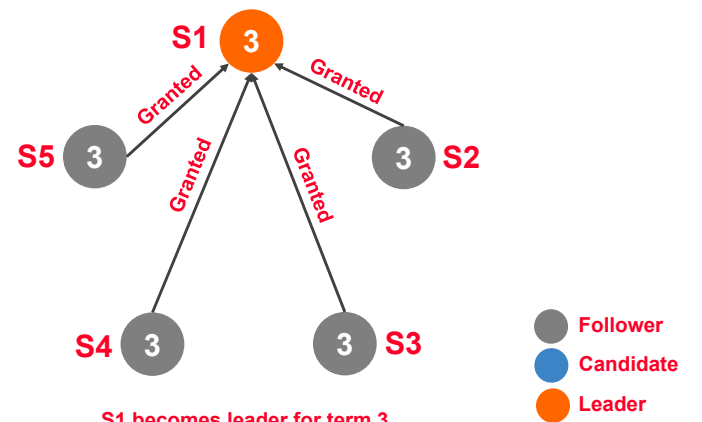 S1
3
Granted
Granted
S5
3
Granted
Granted
3
S2
S4
3
3
S3
Follower
Candidate
Leader
S1 becomes leader for term 3